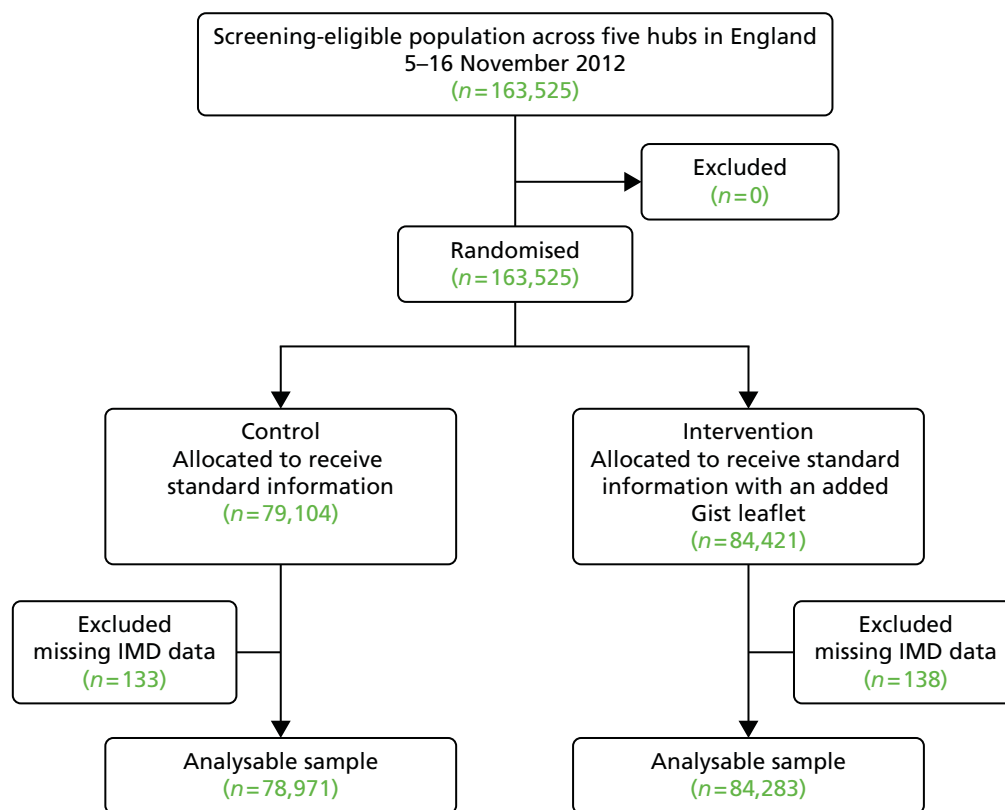 Screening-eligible population across five hubs in England
5–16 November 2012
(n=163,525)
Excluded
(n=0)
Randomised
(n=163,525)
Control
Allocated to receive
standard information
(n=79,104)
Intervention
Allocated to receive standard
information with an added
Gist leaflet
(n=84,421)
Excluded
missing IMD data
(n=133)
Excluded
missing IMD data
(n=138)
Analysable sample
(n=78,971)
Analysable sample
(n=84,283)